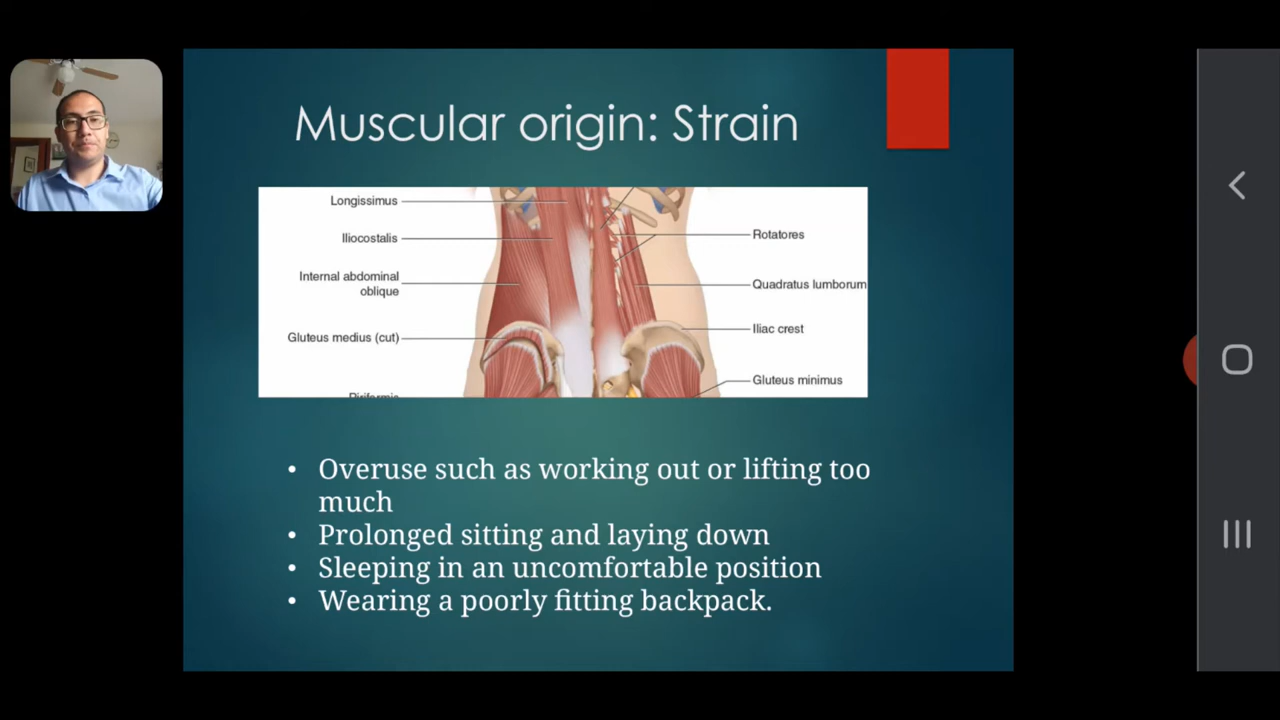 Muscular origin: Strain
Longissimus
Iliocostalis
Internal abdominal
oblique
Gluteus medius (cut)
Piriformis
Rotatores
Quadratus lumborum
Iliac crest
Gluteus minimus
• Overuse such as working out or lifting too
much
• Prolonged sitting and laying down
• Sleeping in an uncomfortable position
• Wearing a poorly fitting backpack.